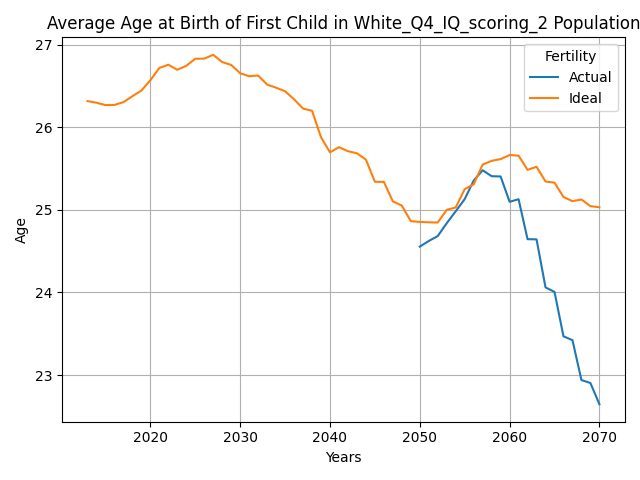 Average Age at Birth of First Child in White_Q4_IQ_scoring_2 Population
Fertility
Actual
Ideal
Age
27
26
25
24
23
2020 2030 2040 2050 2060 2070
Years